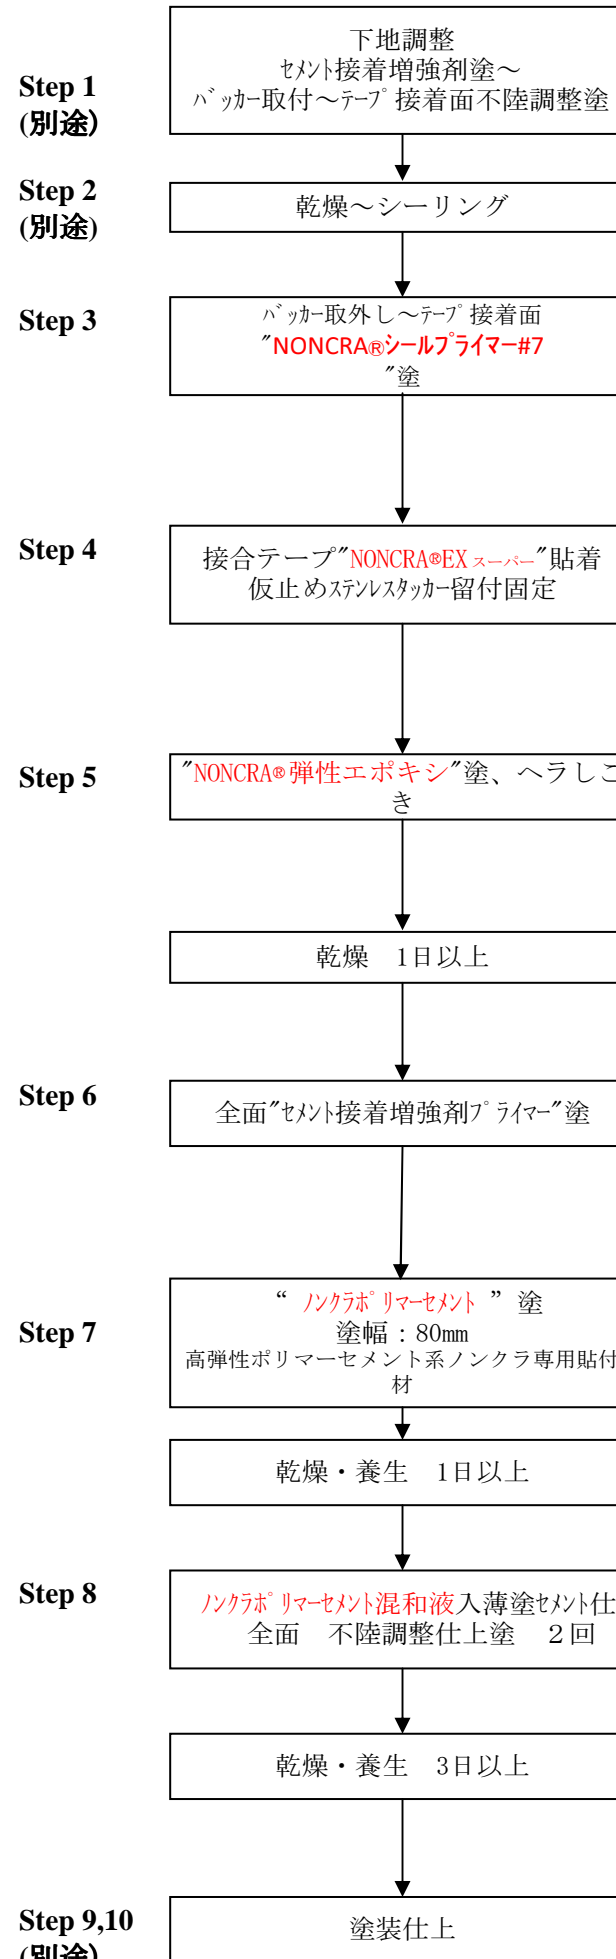 下地調整
ｾﾒﾝﾄ接着増強剤塗～
ﾊﾞｯｶｰ取付～ﾃｰﾌﾟ接着面不陸調整塗
Step 1
(別途)
Step 2
(別途)
乾燥～シーリング
Step 3
ﾊﾞｯｶｰ取外し～ﾃｰﾌﾟ接着面
"NONCRA®ｼｰﾙﾌﾟﾗｲﾏｰ#7
"塗
Step 4
接合テープ"NONCRA®EX スーパー"貼着
仮止めｽﾃﾝﾚｽﾀｯｶｰ留付固定
Step 5
"NONCRA®弾性エポキシ"塗、ヘラしご
き
乾燥　1日以上
Step 6
全面"ｾﾒﾝﾄ接着増強剤ﾌﾟﾗｲﾏｰ"塗
Step 7
“ ﾉﾝｸﾗﾎﾟﾘﾏｰｾﾒﾝﾄ ” 塗
塗幅：80mm
高弾性ポリマーセメント系ノンクラ専用貼付
材
乾燥・養生　1日以上
Step 8
ﾉﾝｸﾗﾎﾟﾘﾏｰｾﾒﾝﾄ混和液入薄塗ｾﾒﾝﾄ仕
全面　不陸調整仕上塗　２回
乾燥・養生　3日以上
Step 9,10
(別途)
塗装仕上